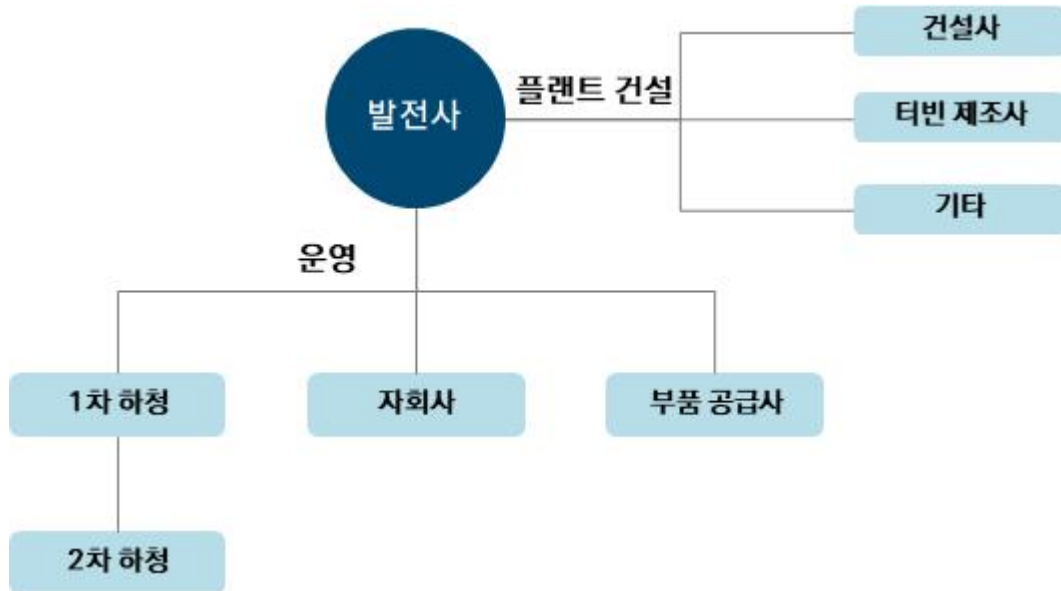 건설사
플랜트 건설
발전사
터빈 제조사
기타
운영
1차 하청
자회사
부품 공급사
2차 하청